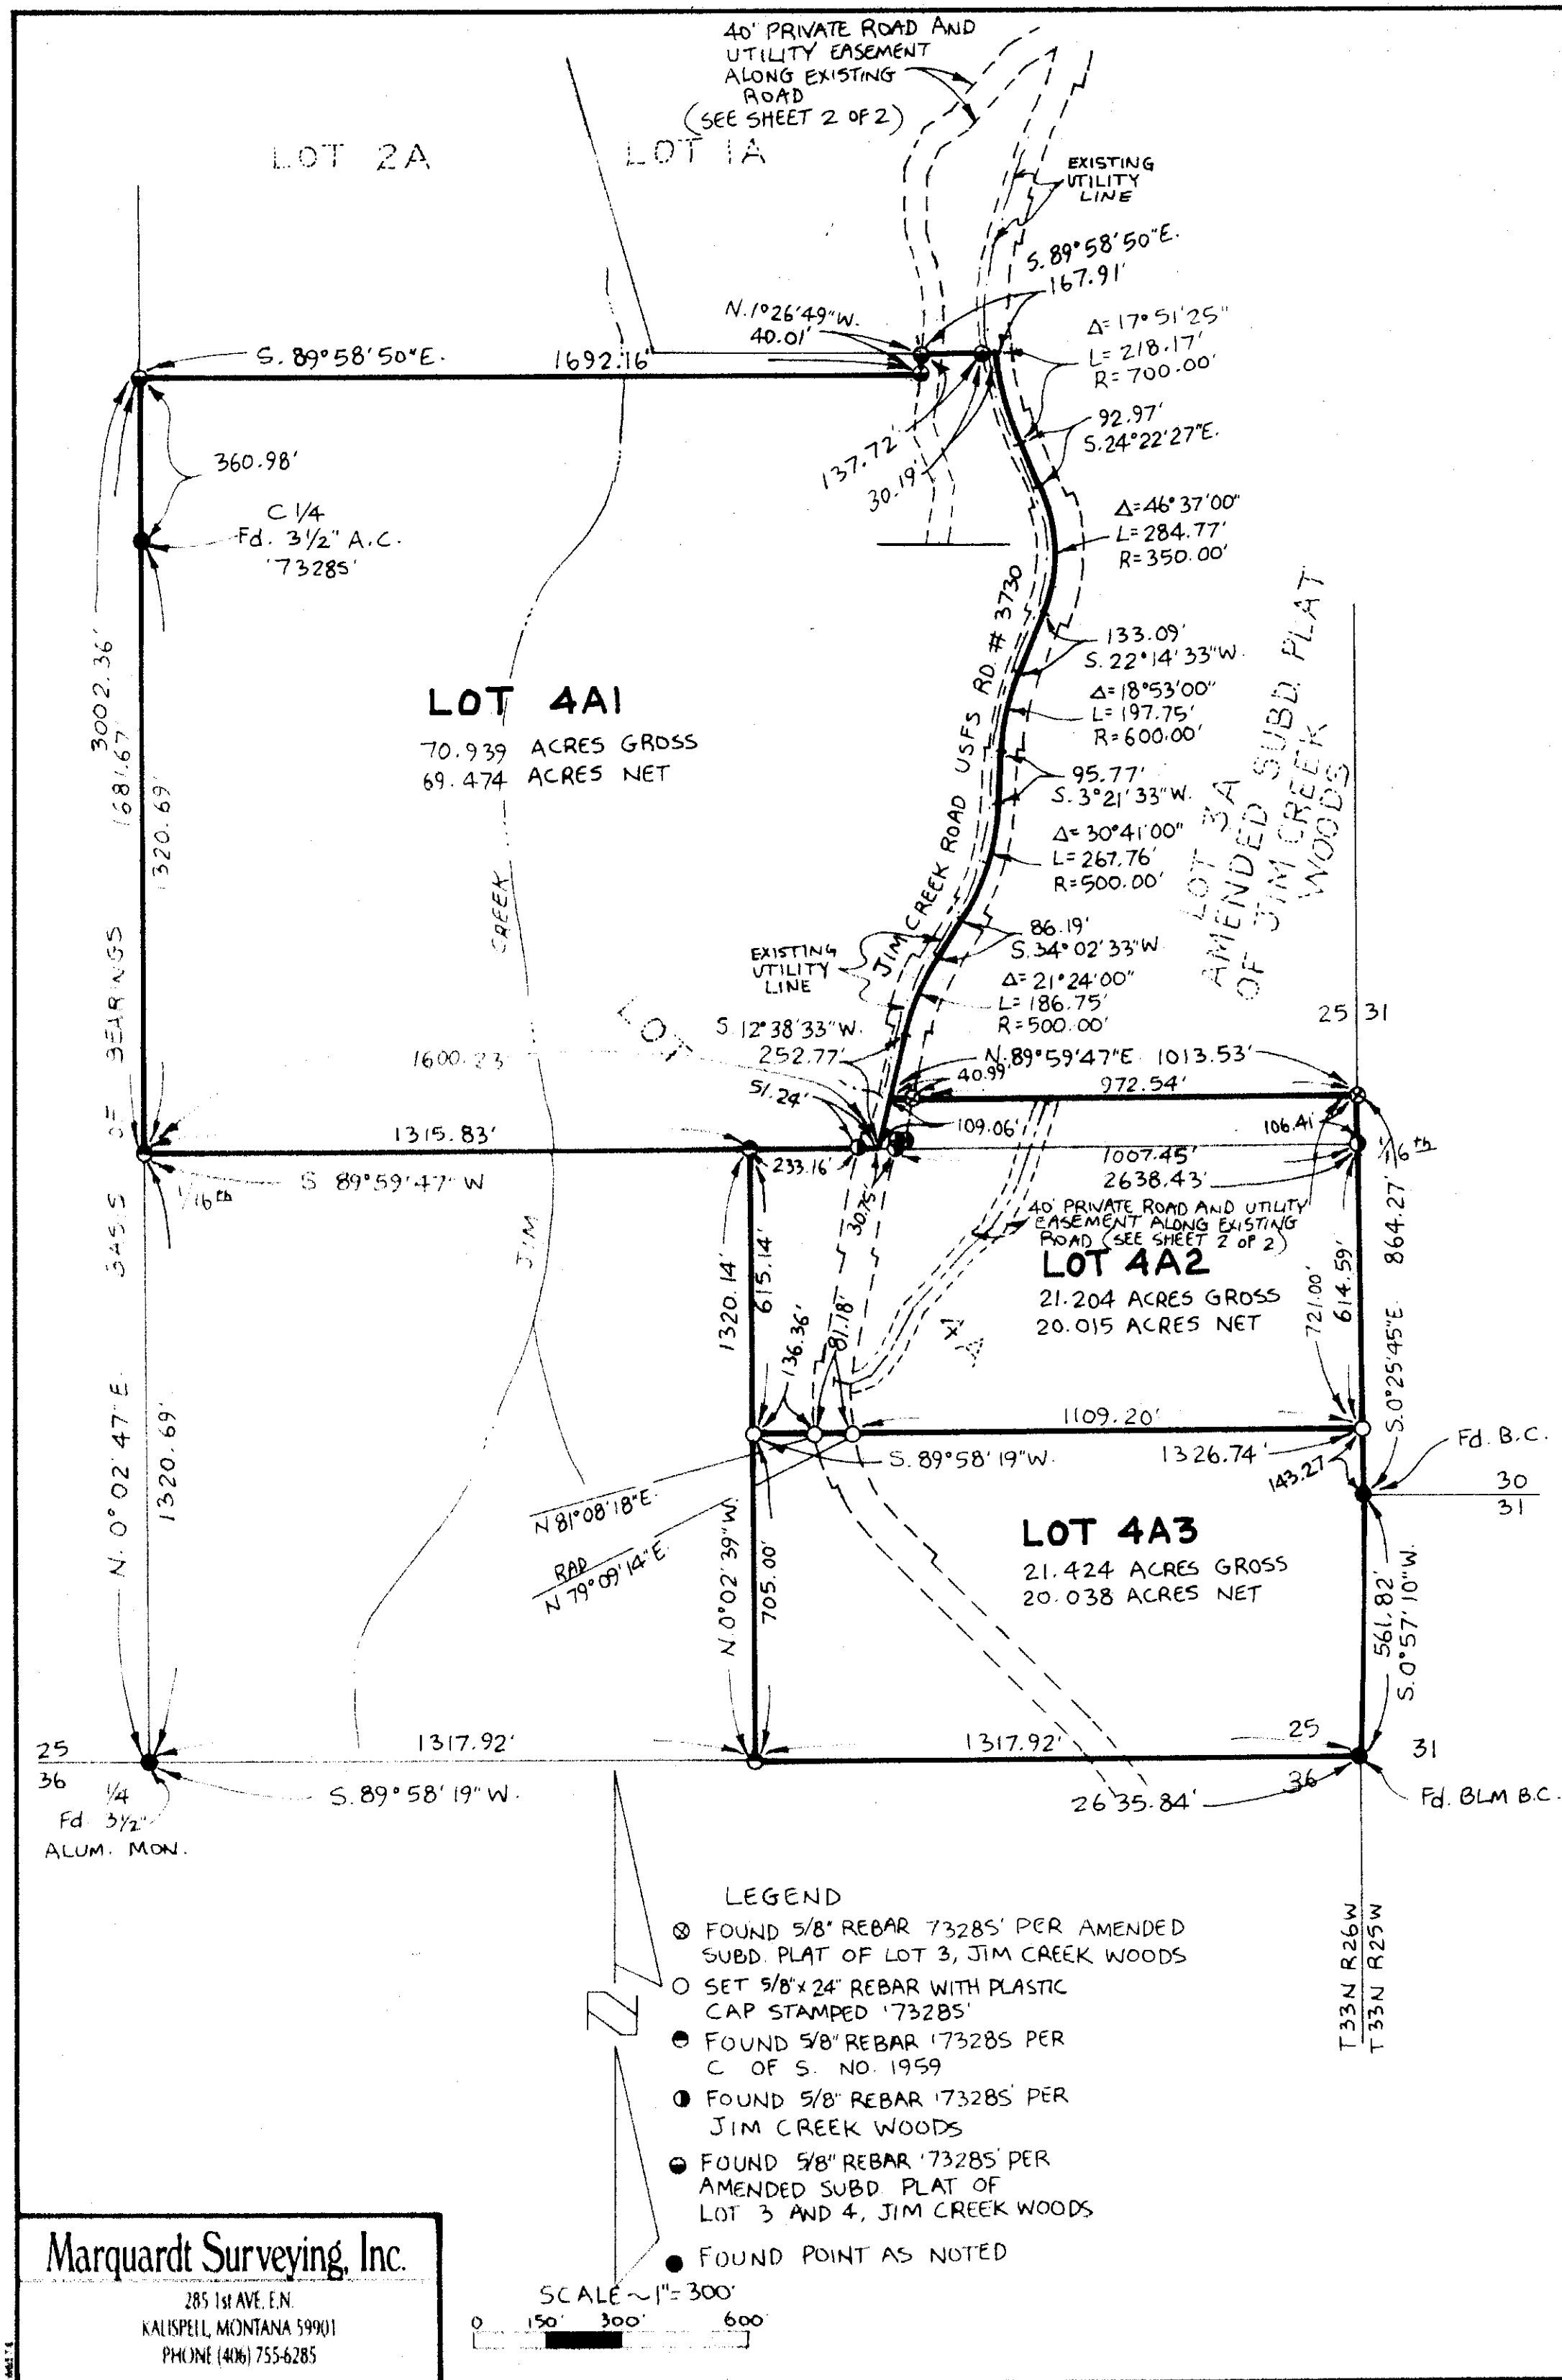 40' PRIVATE ROAD AND
UTILITY EASEMENT
ALONG EXISTING
ROAD
(SEE SHEET 2 OF 2)
LOT 2A
LOT 1A
EXISTING
UTILITY
LINE
S.89°58'50"E.
167.91'
N.1°26'49"W.
40.01'
Δ=17°51'25"
L=218.17'
R=700.00'
S. 89°58'50"E.
1692.16'
92.97'
S.24°22'27"E.
137.72'
30.19'
360.98'
C 1/4
Fd. 3 1/2" A.C.
'7328S'
Δ=46°37'00"
L=284.77'
R=350.00'
133.09'
S.22°14'33"W.
Δ=18°53'00"
L=197.75'
R=600.00'
95.77'
S.3°21'33"W.
Δ=30°41'00"
L=267.76'
R=500.00'
86.19'
S.34°02'33"W.
Δ=21°24'00"
L=186.75'
R=500.00'
JIM CREEK ROAD USFS RD. # 3730
LOT 3A
AMENDED SUBD. PLAT
OF JIM CREEK
WOODS
3002.36'
1681.67'
1320.69'
LOT 4A1
70.939 ACRES GROSS
69.474 ACRES NET
CREEK
JIM
EXISTING
UTILITY
LINE
LOT
4A
S.12°38'33"W.
252.77'
25 31
N.89°59'47"E. 1013.53'
40.99'
972.54'
1600.23
51.24'
109.06'
106.41'
1315.83'
233.16'
1007.45'
2638.43'
1/16th
S 89°59'47" W
1/16th
30.75'
40' PRIVATE ROAD AND UTILITY
EASEMENT ALONG EXISTING
ROAD (SEE SHEET 2 OF 2)
LOT 4A2
21.204 ACRES GROSS
20.015 ACRES NET
BASIS OF BEARINGS
N. 0°02'47"E.
1320.69'
1320.14'
615.14'
136.36'
81.18'
721.00'
614.59'
864.27'
S.0°25'45"E.
1109.20'
S.89°58'19"W.
1326.74'
143.27
Fd. B.C.
30
31
N 81°08'18"E.
RAD
N 79°09'14"E.
N.0°02'39"W.
705.00'
LOT 4A3
21.424 ACRES GROSS
20.038 ACRES NET
561.82'
S.0°57'10"W.
25
36
1317.92'
1317.92'
25
36
31
1/4
Fd. 3 1/2"
ALUM. MON.
S.89°58'19"W.
2635.84'
Fd. BLM B.C.
T33N R26W
T33N R25W
LEGEND
FOUND 5/8" REBAR '7328S' PER AMENDED
SUBD. PLAT OF LOT 3, JIM CREEK WOODS
SET 5/8"x24" REBAR WITH PLASTIC
CAP STAMPED '7328S'
FOUND 5/8" REBAR '7328S PER
C OF S. NO. 1959
FOUND 5/8" REBAR '7328S' PER
JIM CREEK WOODS
FOUND 5/8" REBAR '7328S' PER
AMENDED SUBD. PLAT OF
LOT 3 AND 4, JIM CREEK WOODS
FOUND POINT AS NOTED
SCALE ~ 1"=300'
0 150' 300' 600'
Marquardt Surveying, Inc.
285 1st AVE. E.N.
KALISPELL, MONTANA 59901
PHONE (406) 755-6285